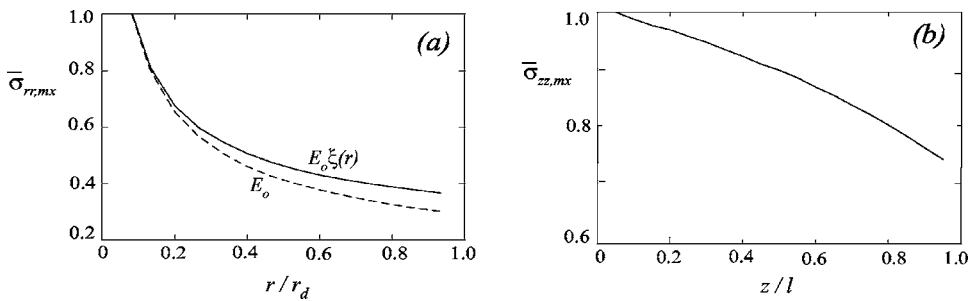 1.0
(a)
0.8
σ̅rr,mx
0.6
Eoξ(r)
0.4
Eo
0.2
0 0.2 0.4 0.6 0.8 1.0
r / rd
1.0
(b)
σ̅zz,mx
0.8
0.6
0 0.2 0.4 0.6 0.8 1.0
z / l